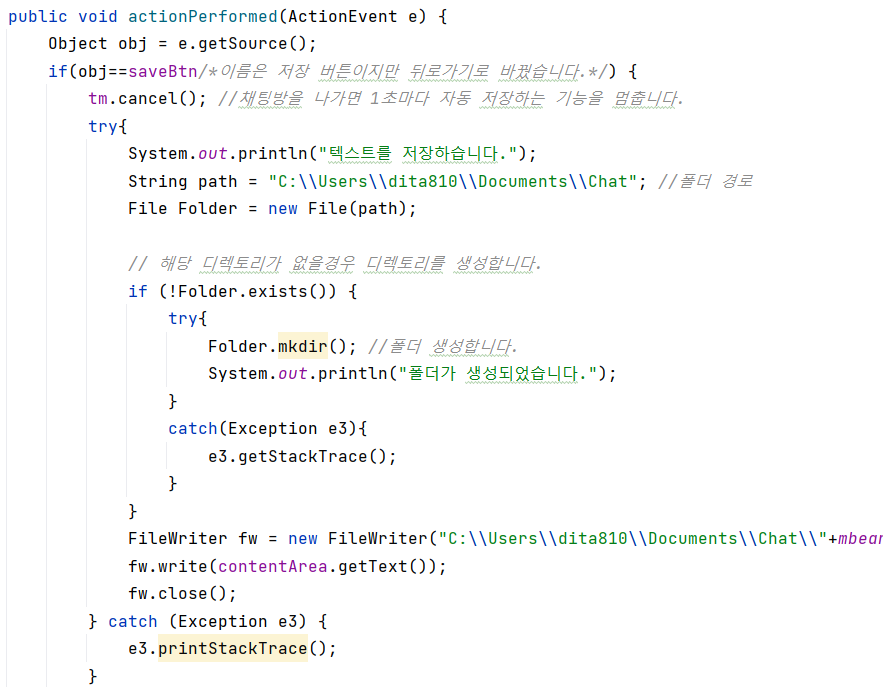 public void actionPerformed(ActionEvent e) {
Object obj = e.getSource();
if(obj==saveBtn/*이름은 저장 버튼이지만 뒤로가기로 바꿨습니다.*/) {
tm.cancel(); //채팅방을 나가면 1초마다 자동 저장하는 기능을 멈춥니다.
try{
System.out.println("텍스트를 저장하습니다.");
String path = "C:\\Users\\dita810\\Documents\\Chat"; //폴더 경로
File Folder = new File(path);
// 해당 디렉토리가 없을경우 디렉토리를 생성합니다.
if (!Folder.exists()) {
try{
Folder.mkdir(); //폴더 생성합니다.
System.out.println("폴더가 생성되었습니다.");
}
catch(Exception e3){
e3.getStackTrace();
}
}
FileWriter fw = new FileWriter("C:\\Users\\dita810\\Documents\\Chat\\"+mbean
fw.write(contentArea.getText());
fw.close();
} catch (Exception e3) {
e3.printStackTrace();
}